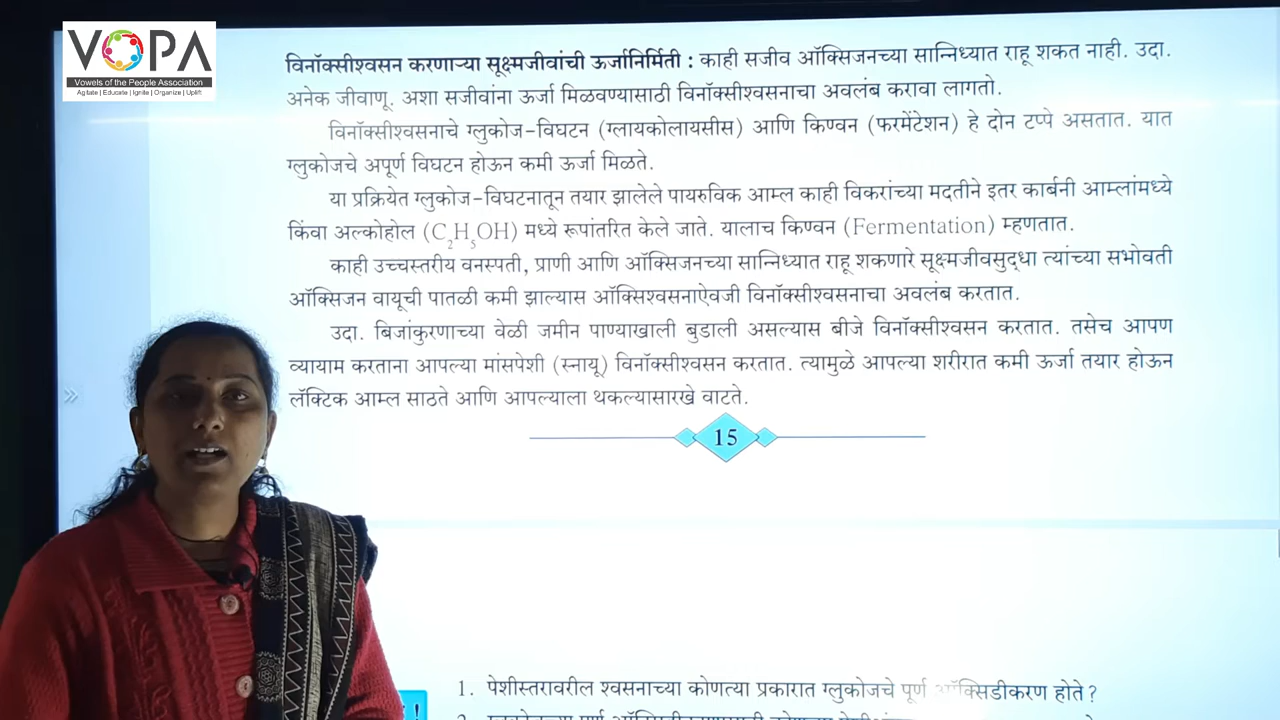 VOPA
Vowels of the People Association
Agitate | Educate | Ignite | Organize | Uplift
विनॉक्सीश्वसन करणाऱ्या सूक्ष्मजीवांची ऊर्जानिर्मिती : काही सजीव ऑक्सिजनच्या सान्निध्यात राहू शकत नाही. उदा.
अनेक जीवाणू. अशा सजीवांना ऊर्जा मिळवण्यासाठी विनॉक्सीश्वसनाचा अवलंब करावा लागतो.
विनॉक्सीश्वसनाचे ग्लुकोज-विघटन (ग्लायकोलायसीस) आणि किण्वन (फरमेंटेशन) हे दोन टप्पे असतात. यात
ग्लुकोजचे अपूर्ण विघटन होऊन कमी ऊर्जा मिळते.
या प्रक्रियेत ग्लुकोज-विघटनातून तयार झालेले पायरुविक आम्ल काही विकरांच्या मदतीने इतर कार्बनी आम्लांमध्ये
किंवा अल्कोहोल (C₂H₅OH) मध्ये रूपांतरित केले जाते. यालाच किण्वन (Fermentation) म्हणतात.
काही उच्चस्तरीय वनस्पती, प्राणी आणि ऑक्सिजनच्या सान्निध्यात राहू शकणारे सूक्ष्मजीवसुद्धा त्यांच्या सभोवती
ऑक्सिजन वायूची पातळी कमी झाल्यास ऑक्सिश्वसनाऐवजी विनॉक्सीश्वसनाचा अवलंब करतात.
उदा. बिजांकुरणाच्या वेळी जमीन पाण्याखाली बुडाली असल्यास बीजे विनॉक्सीश्वसन करतात. तसेच आपण
व्यायाम करताना आपल्या मांसपेशी (स्नायू) विनॉक्सीश्वसन करतात. त्यामुळे आपल्या शरीरात कमी ऊर्जा तयार होऊन
लॅक्टिक आम्ल साठते आणि आपल्याला थकल्यासारखे वाटते.
15
1. पेशीस्तरावरील श्वसनाच्या कोणत्या प्रकारात ग्लुकोजचे पूर्ण ऑक्सिडीकरण होते ?
!